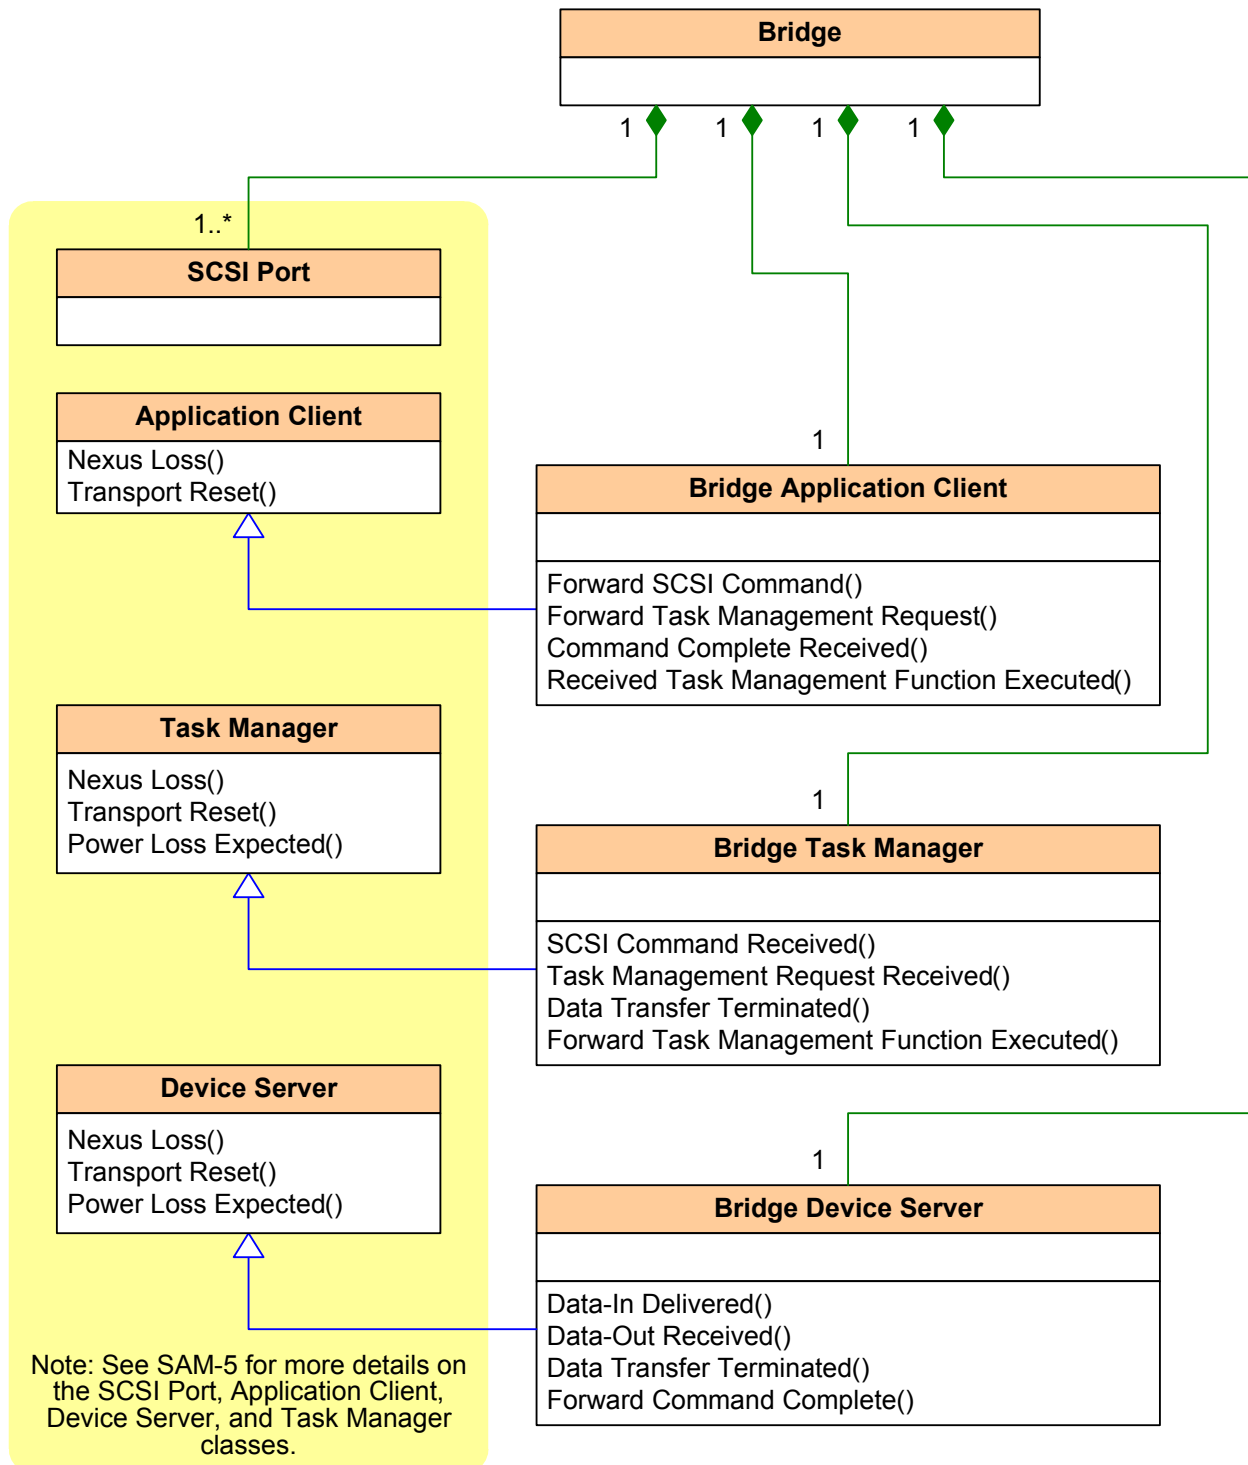 Bridge
1 1 1 1
1..*
SCSI Port
Application Client
Nexus Loss()
Transport Reset()
1
Bridge Application Client
Forward SCSI Command()
Forward Task Management Request()
Command Complete Received()
Received Task Management Function Executed()
Task Manager
Nexus Loss()
Transport Reset()
Power Loss Expected()
1
Bridge Task Manager
SCSI Command Received()
Task Management Request Received()
Data Transfer Terminated()
Forward Task Management Function Executed()
Device Server
Nexus Loss()
Transport Reset()
Power Loss Expected()
1
Bridge Device Server
Data-In Delivered()
Data-Out Received()
Data Transfer Terminated()
Forward Command Complete()
Note: See SAM-5 for more details on
the SCSI Port, Application Client,
Device Server, and Task Manager
classes.